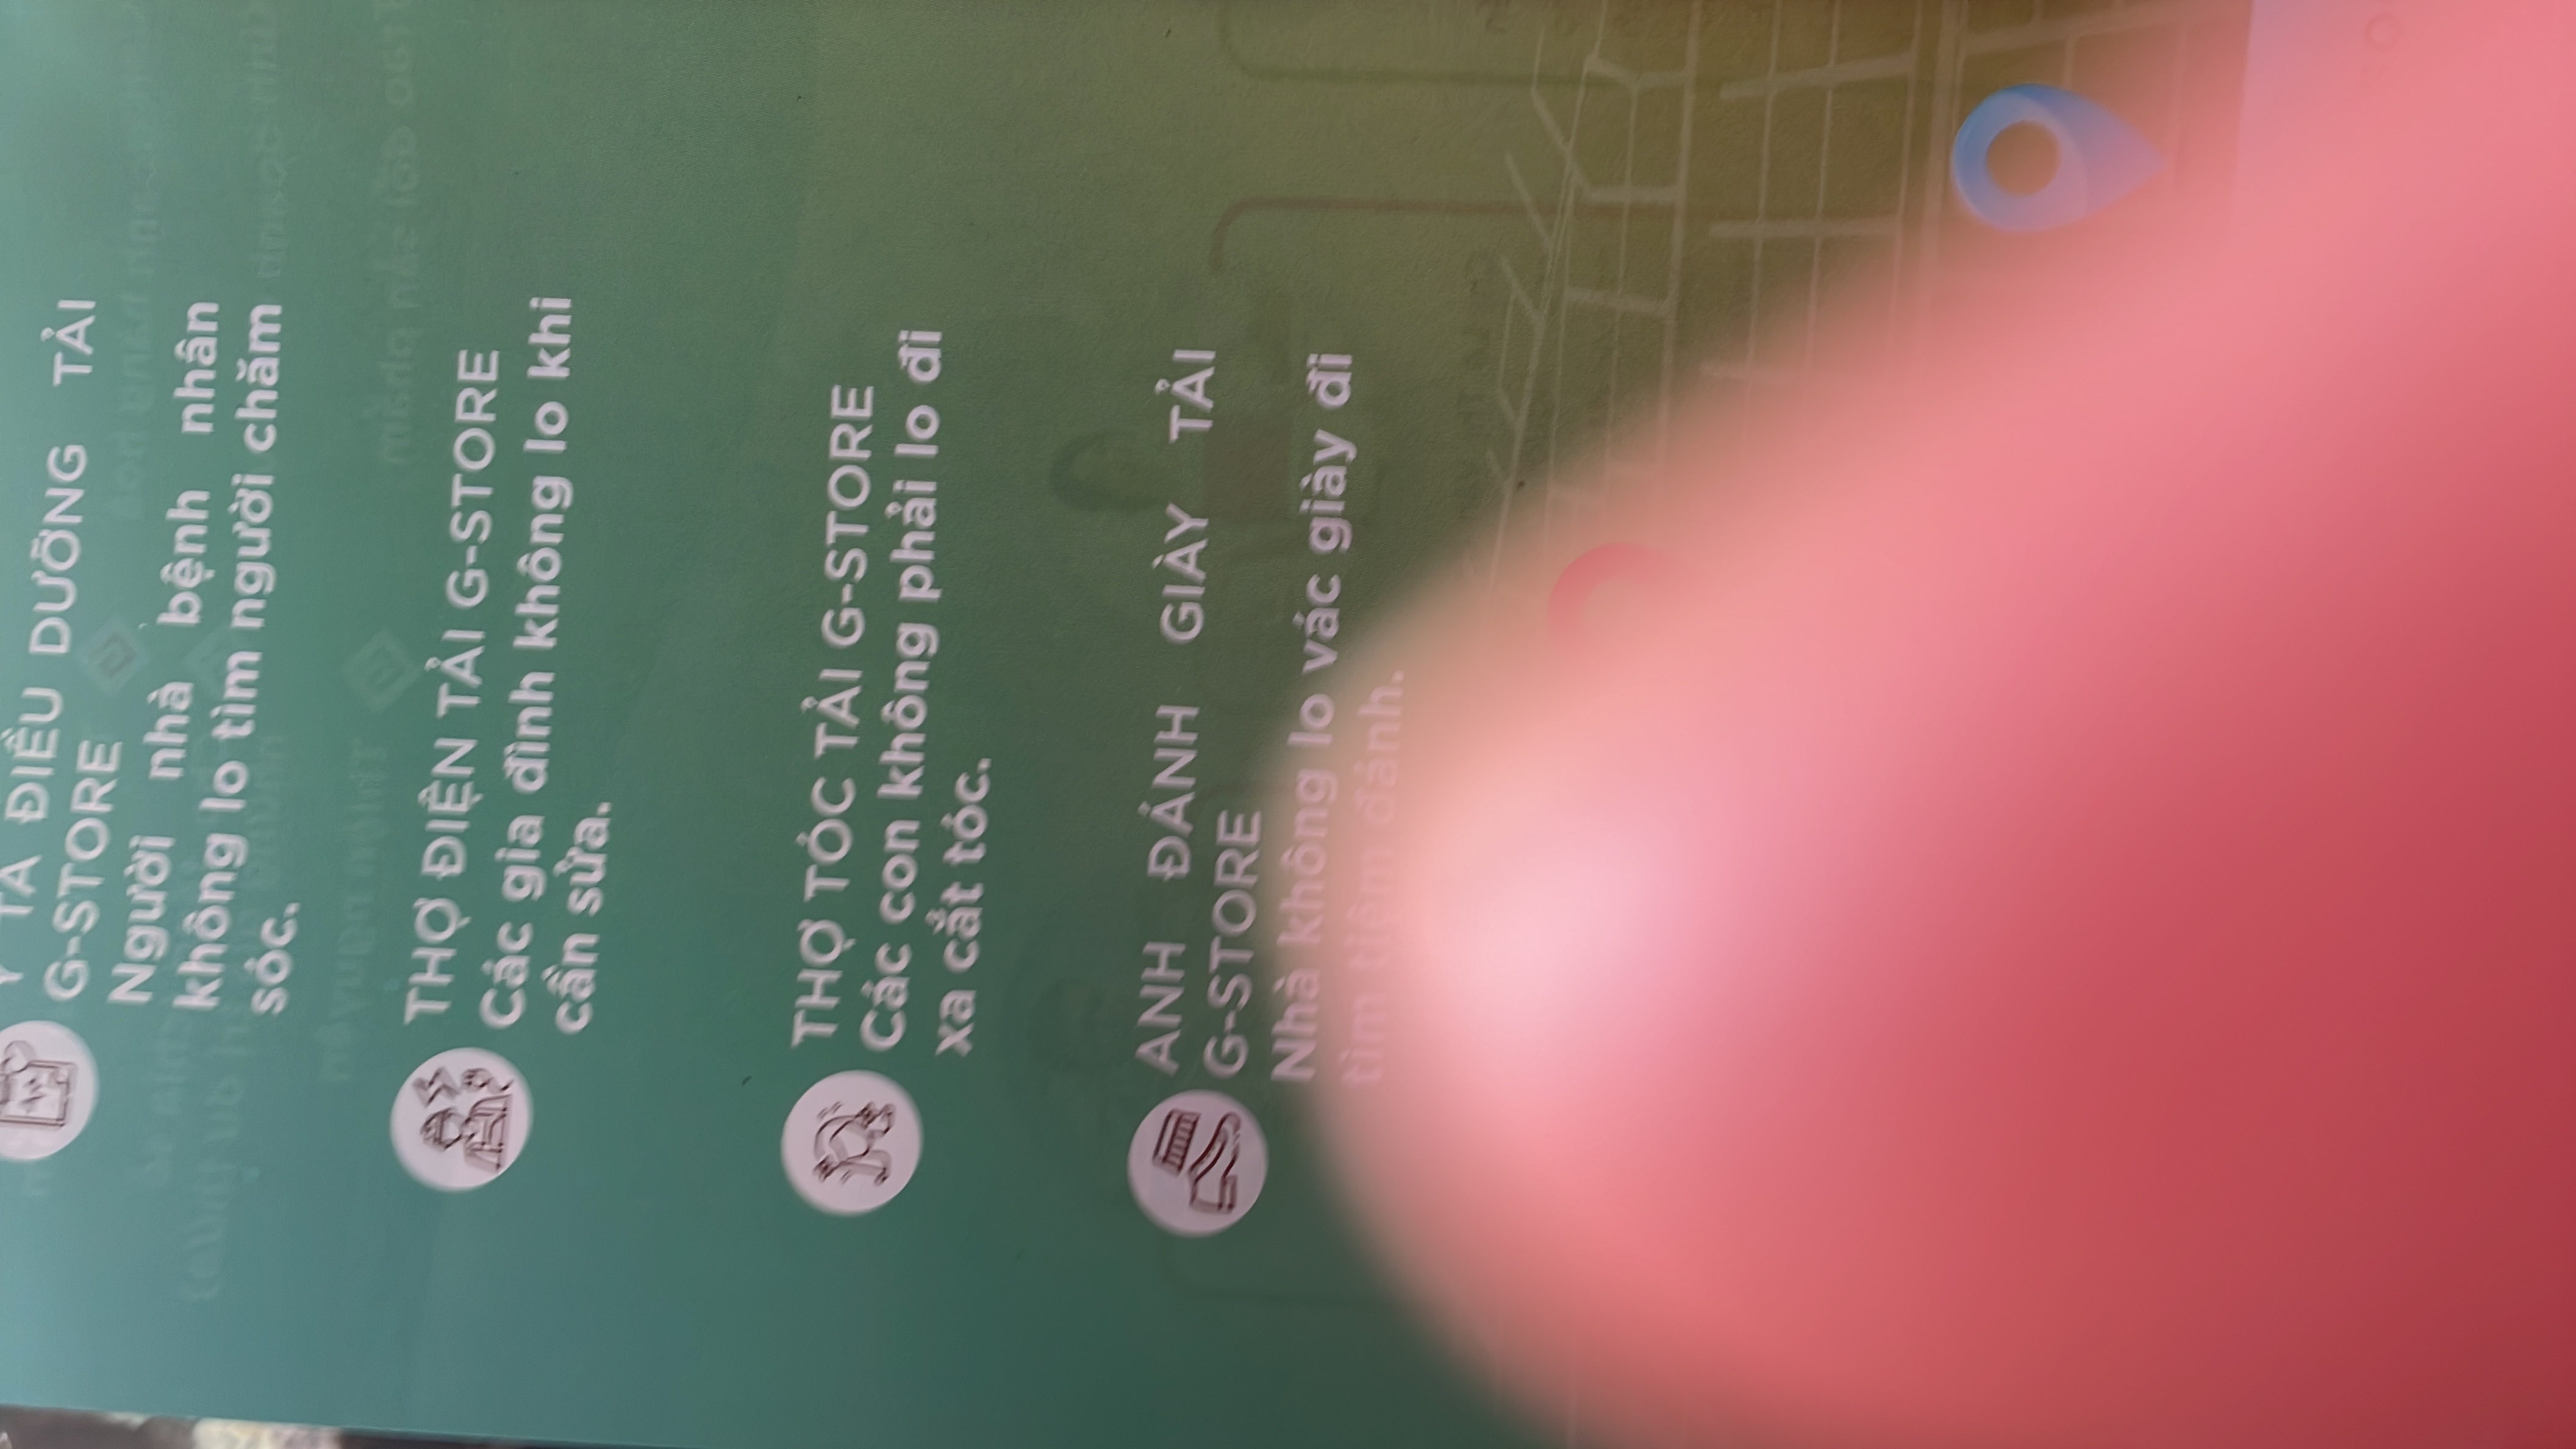 Y TÁ ĐIỀU DƯỠNG TẢI
G-STORE
Người nhà bệnh nhân
không lo tìm người chăm
sóc.
THỢ ĐIỆN TẢI G-STORE
Các gia đình không lo khi
cần sửa.
THỢ TÓC TẢI G-STORE
Các con không phải lo đi
xa cắt tóc.
ANH ĐÁNH GIÀY TẢI
G-STORE
Nhà không lo vác giày đi
tìm tiệm đánh.